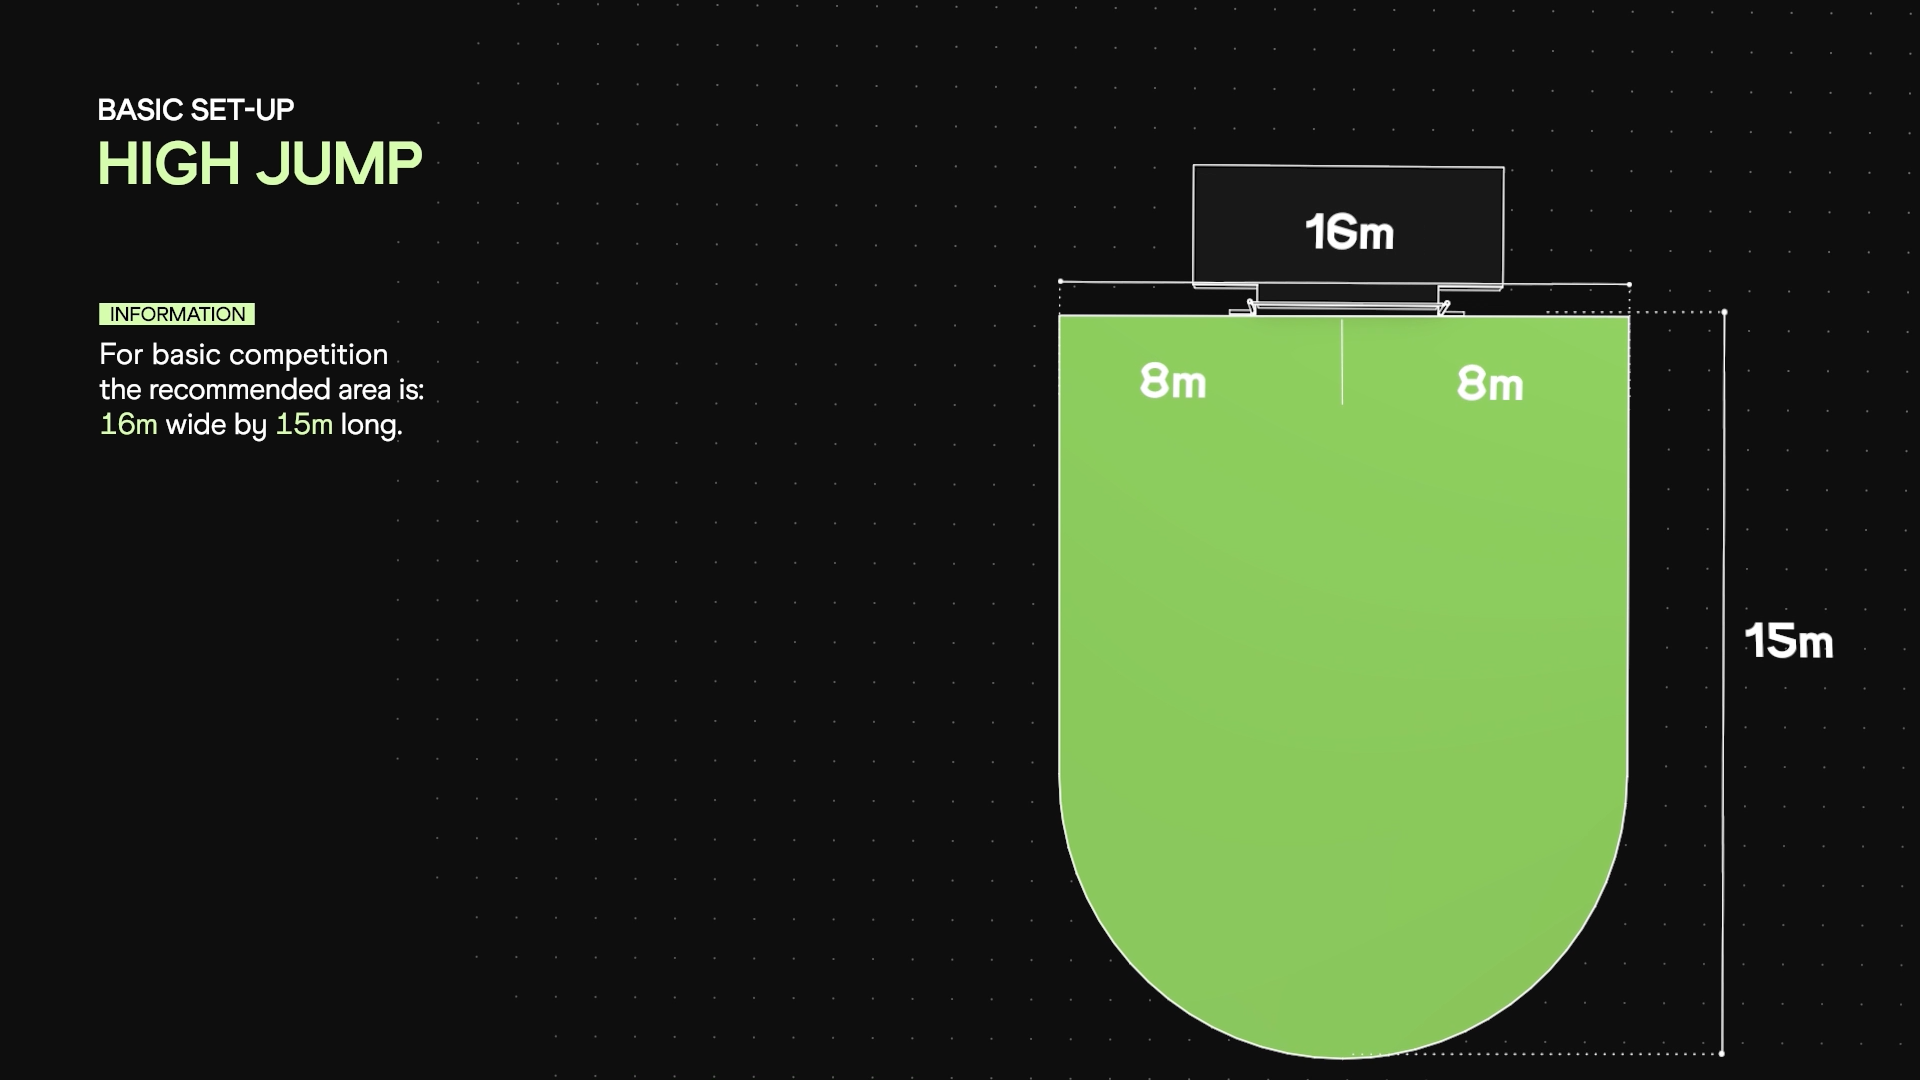 BASIC SET-UP
HIGH JUMP
INFORMATION
For basic competition
the recommended area is:
16m wide by 15m long.
16m
8m
8m
15m